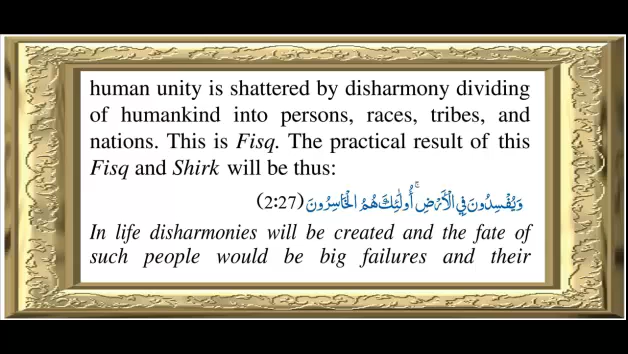 human unity is shattered by disharmony dividing
of humankind into persons, races, tribes, and
nations. This is Fisq. The practical result of this
Fisq and Shirk will be thus:
وَيُفْسِدُونَ فِي الْأَرْضِ ۚ أُولَٰئِكَ هُمُ الْخَاسِرُونَ (2:27)
In life disharmonies will be created and the fate of
such people would be big failures and their